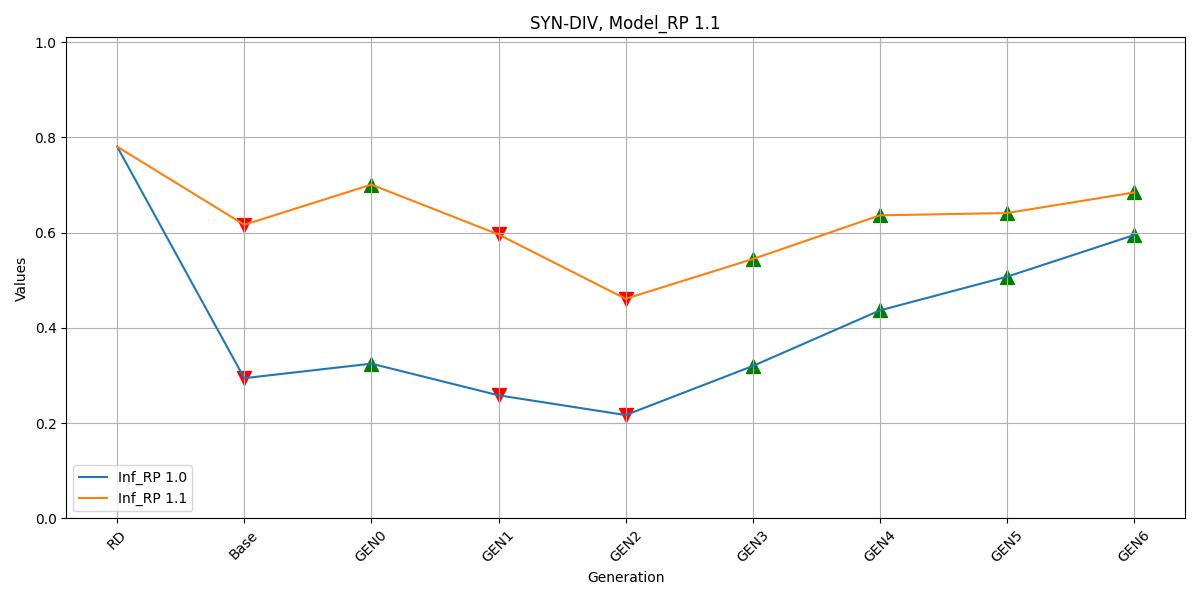 SYN-DIV, Model_RP 1.1
Values
1.0
0.8
0.6
0.4
0.2
0.0
Inf_RP 1.0
Inf_RP 1.1
RD
Base
GEN0
GEN1
GEN2
GEN3
GEN4
GEN5
GEN6
Generation